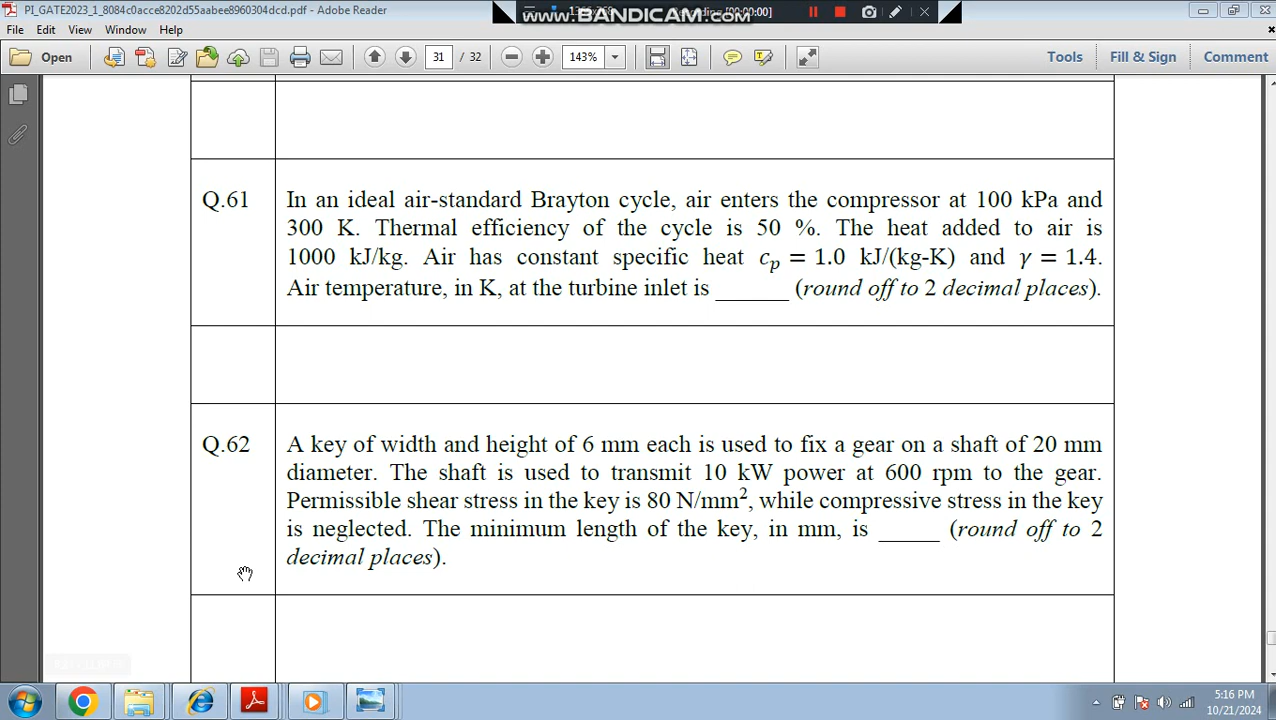 PI_GATE2023_1_8084c0acce8202d55aabee8960304dcd.pdf - Adobe Reader
www.BANDICAM.com [00:00:00]
File Edit View Window Help
Open 31 / 32 143% Tools Fill & Sign Comment
Q.61 In an ideal air-standard Brayton cycle, air enters the compressor at 100 kPa and
300 K. Thermal efficiency of the cycle is 50 %. The heat added to air is
1000 kJ/kg. Air has constant specific heat cₚ = 1.0 kJ/(kg-K) and γ = 1.4.
Air temperature, in K, at the turbine inlet is ______ (round off to 2 decimal places).
Q.62 A key of width and height of 6 mm each is used to fix a gear on a shaft of 20 mm
diameter. The shaft is used to transmit 10 kW power at 600 rpm to the gear.
Permissible shear stress in the key is 80 N/mm², while compressive stress in the key
is neglected. The minimum length of the key, in mm, is _____ (round off to 2
decimal places).
5:16 PM
10/21/2024